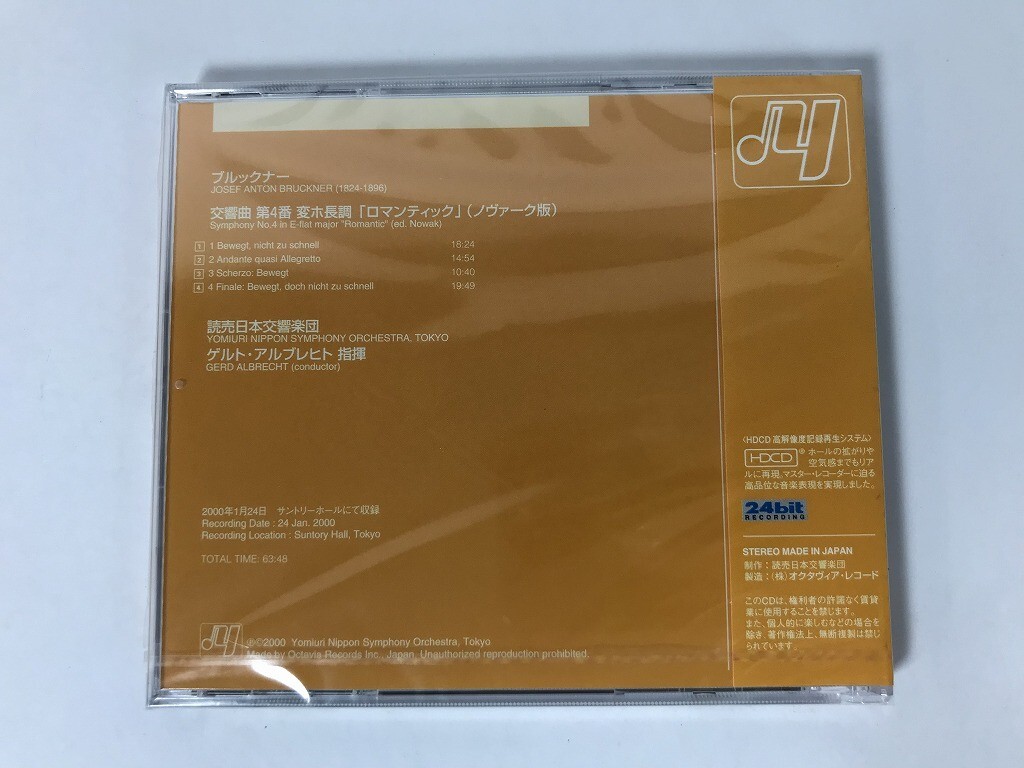 ブルックナー
JOSEF ANTON BRUCKNER (1824-1896)
交響曲 第4番 変ホ長調「ロマンティック」(ノヴァーク版)
Symphony No.4 in E-flat major "Romantic" (ed. Nowak)
1 1 Bewegt, nicht zu schnell 18:24
2 2 Andante quasi Allegretto 14:54
3 3 Scherzo: Bewegt 10:40
4 4 Finale: Bewegt, doch nicht zu schnell 19:49
読売日本交響楽団
YOMIURI NIPPON SYMPHONY ORCHESTRA, TOKYO
ゲルト・アルブレヒト 指揮
GERD ALBRECHT (conductor)
2000年1月24日 サントリーホールにて収録
Recording Date : 24 Jan. 2000
Recording Location : Suntory Hall, Tokyo
TOTAL TIME: 63:48
℗©2000 Yomiuri Nippon Symphony Orchestra, Tokyo
Made by Octavia Records Inc., Japan. Unauthorized reproduction prohibited.
〈HDCD 高解像度記録再生システム〉
HDCD® ホールの拡がりや
空気感までもリア
ルに再現。マスター・レコーダーに迫る
高品位な音楽表現を実現しました。
24bit
RECORDING
STEREO MADE IN JAPAN
制作：読売日本交響楽団
製造：(株)オクタヴィア・レコード
このCDは、権利者の許諾なく賃貸
業に使用することを禁じます。
また、個人的に楽しむなどの場合を
除き、著作権法上、無断複製は禁じ
られています。